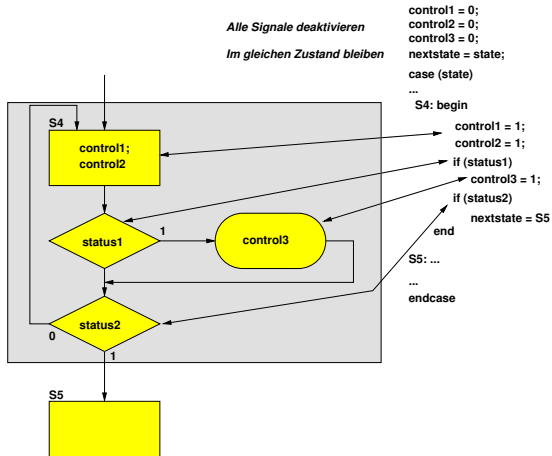 Alle Signale deaktivieren
Im gleichen Zustand bleiben
control1 = 0;
control2 = 0;
control3 = 0;
nextstate = state;
case (state)
...
S4: begin
control1 = 1;
control2 = 1;
if (status1)
control3 = 1;
if (status2)
nextstate = S5
end
S5: ...
...
endcase
S4
control1;
control2
status1
1
control3
status2
0
1
S5